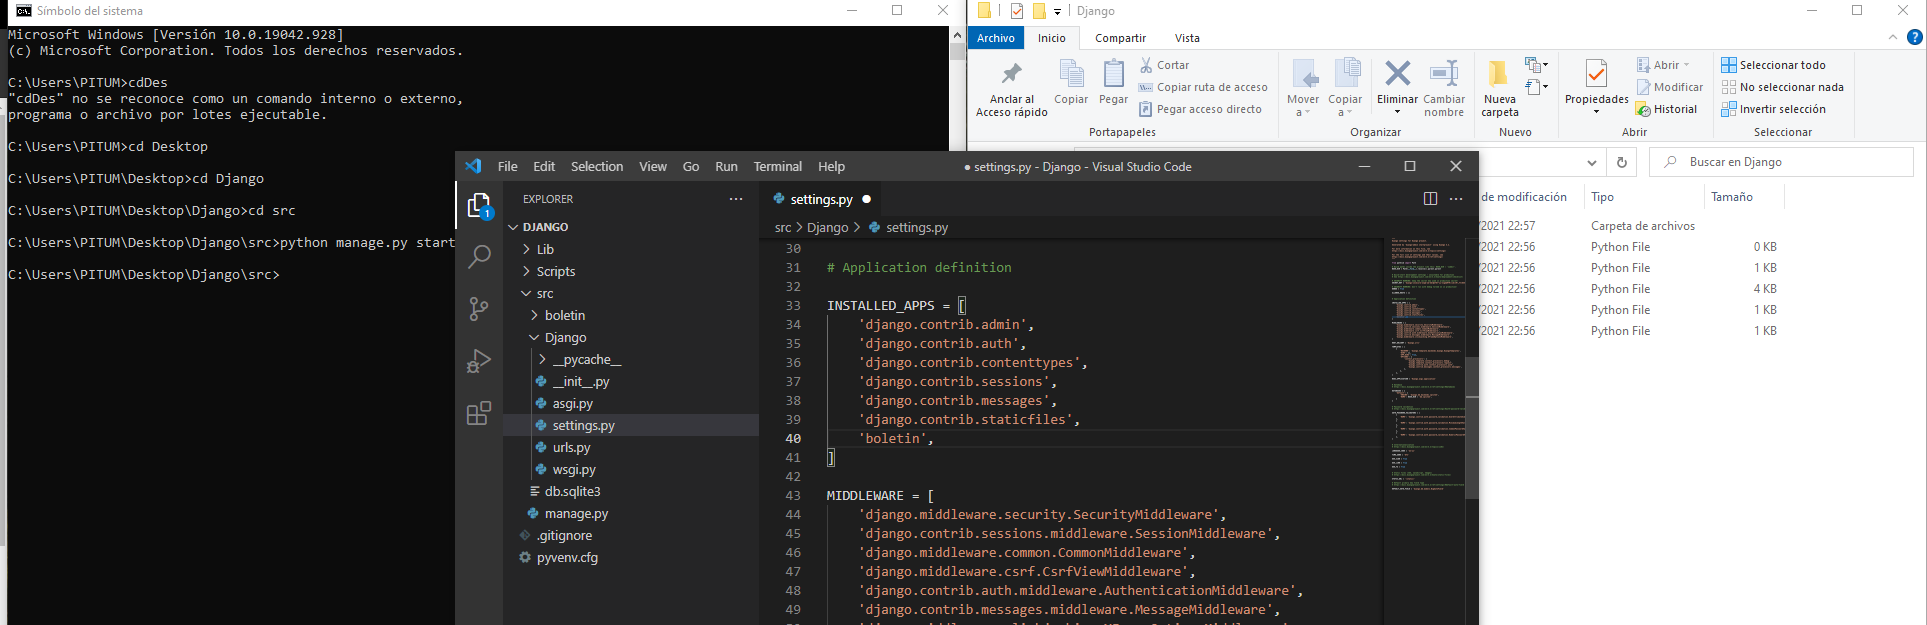 Símbolo del sistema
Microsoft Windows [Versión 10.0.19042.928]
(c) Microsoft Corporation. Todos los derechos reservados.
C:\Users\PITUM>cdDes
"cdDes" no se reconoce como un comando interno o externo,
programa o archivo por lotes ejecutable.
C:\Users\PITUM>cd Desktop
C:\Users\PITUM\Desktop>cd Django
C:\Users\PITUM\Desktop\Django>cd src
C:\Users\PITUM\Desktop\Django\src>python manage.py start
C:\Users\PITUM\Desktop\Django\src>
Django
Archivo Inicio Compartir Vista
Anclar al
Acceso rápido
Copiar
Pegar
Cortar
Copiar ruta de acceso
Pegar acceso directo
Portapapeles
Mover
a
Copiar
a
Eliminar
Cambiar
nombre
Organizar
Nueva
carpeta
Nuevo
Propiedades
Abrir
Modificar
Historial
Abrir
Seleccionar todo
No seleccionar nada
Invertir selección
Seleccionar
Buscar en Django
de modificación Tipo Tamaño
/2021 22:57 Carpeta de archivos
/2021 22:56 Python File 0 KB
/2021 22:56 Python File 1 KB
/2021 22:56 Python File 4 KB
/2021 22:56 Python File 1 KB
/2021 22:56 Python File 1 KB
File Edit Selection View Go Run Terminal Help
● settings.py - Django - Visual Studio Code
1
EXPLORER
DJANGO
Lib
Scripts
src
boletin
Django
__pycache__
__init__.py
asgi.py
settings.py
urls.py
wsgi.py
db.sqlite3
manage.py
.gitignore
pyvenv.cfg
settings.py ●
src > Django > settings.py
30
31 # Application definition
32
33 INSTALLED_APPS = [
34 'django.contrib.admin',
35 'django.contrib.auth',
36 'django.contrib.contenttypes',
37 'django.contrib.sessions',
38 'django.contrib.messages',
39 'django.contrib.staticfiles',
40 'boletin',
41 ]
42
43 MIDDLEWARE = [
44 'django.middleware.security.SecurityMiddleware',
45 'django.contrib.sessions.middleware.SessionMiddleware',
46 'django.middleware.common.CommonMiddleware',
47 'django.middleware.csrf.CsrfViewMiddleware',
48 'django.contrib.auth.middleware.AuthenticationMiddleware',
49 'django.contrib.messages.middleware.MessageMiddleware',